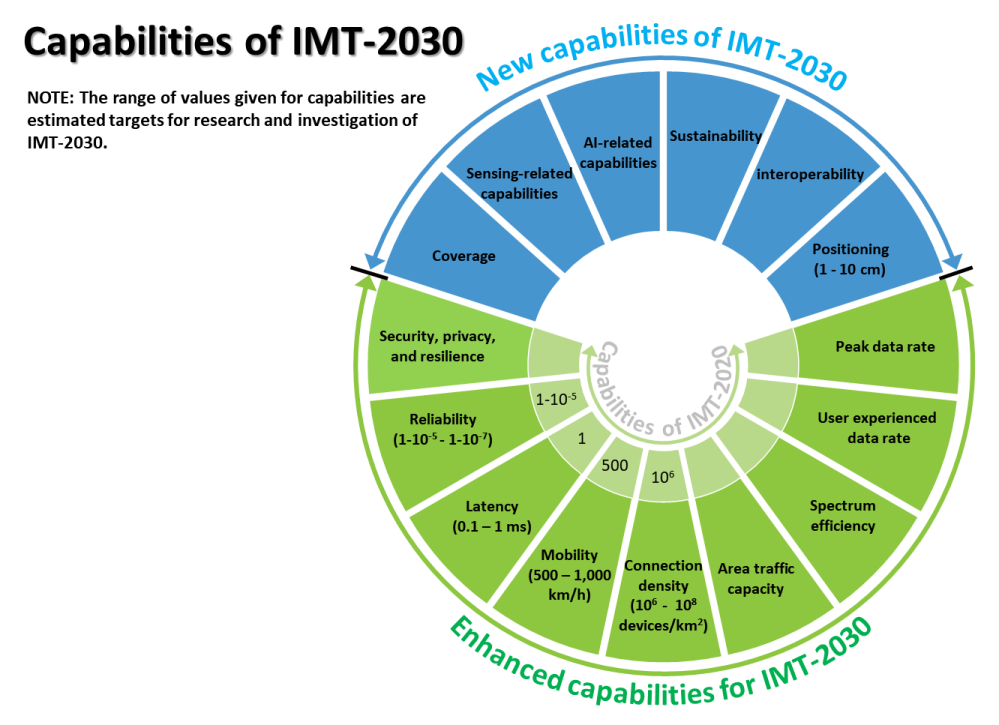 Capabilities of IMT-2030
NOTE: The range of values given for capabilities are
estimated targets for research and investigation of
IMT-2030.
New capabilities of IMT-2030
Coverage
Sensing-related
capabilities
AI-related
capabilities
Sustainability
interoperability
Positioning
(1 - 10 cm)
Peak data rate
User experienced
data rate
Spectrum
efficiency
Area traffic
capacity
Connection
density
(10⁶ - 10⁸
devices/km²)
Mobility
(500 – 1,000
km/h)
Latency
(0.1 – 1 ms)
Reliability
(1-10⁻⁵ - 1-10⁻⁷)
Security, privacy,
and resilience
1-10⁻⁵
1
500
10⁶
Capabilities of IMT-2020
Enhanced capabilities for IMT-2030